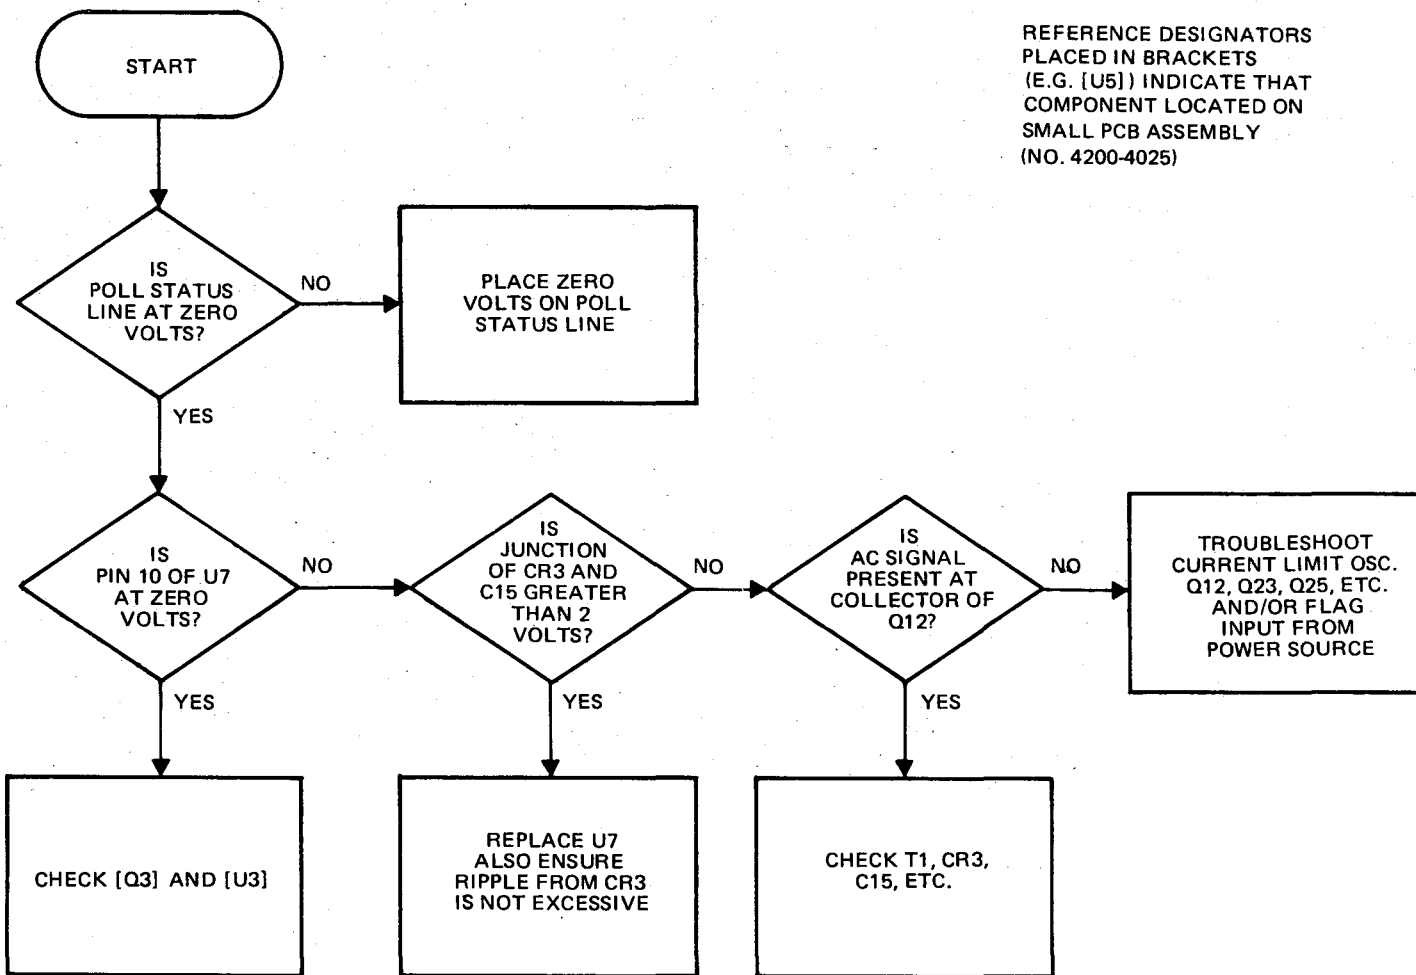 START
REFERENCE DESIGNATORS
PLACED IN BRACKETS
(E.G. [U5]) INDICATE THAT
COMPONENT LOCATED ON
SMALL PCB ASSEMBLY
(NO. 4200-4025)
IS
POLL STATUS
LINE AT ZERO
VOLTS?
NO
PLACE ZERO
VOLTS ON POLL
STATUS LINE
YES
IS
PIN 10 OF U7
AT ZERO
VOLTS?
NO
IS
JUNCTION
OF CR3 AND
C15 GREATER
THAN 2
VOLTS?
NO
IS
AC SIGNAL
PRESENT AT
COLLECTOR OF
Q12?
NO
TROUBLESHOOT
CURRENT LIMIT OSC.
Q12, Q23, Q25, ETC.
AND/OR FLAG
INPUT FROM
POWER SOURCE
YES
YES
YES
CHECK [Q3] AND [U3]
REPLACE U7
ALSO ENSURE
RIPPLE FROM CR3
IS NOT EXCESSIVE
CHECK T1, CR3,
C15, ETC.